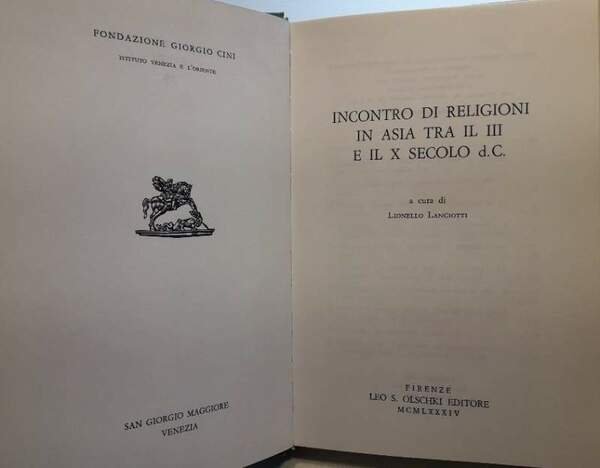 FONDAZIONE GIORGIO CINI
ISTITUTO VENEZIA E L'ORIENTE
SAN GIORGIO MAGGIORE
VENEZIA
INCONTRO DI RELIGIONI
IN ASIA TRA IL III
E IL X SECOLO d.C.
a cura di
LIONELLO LANCIOTTI
FIRENZE
LEO S. OLSCHKI EDITORE
MCMLXXXIV